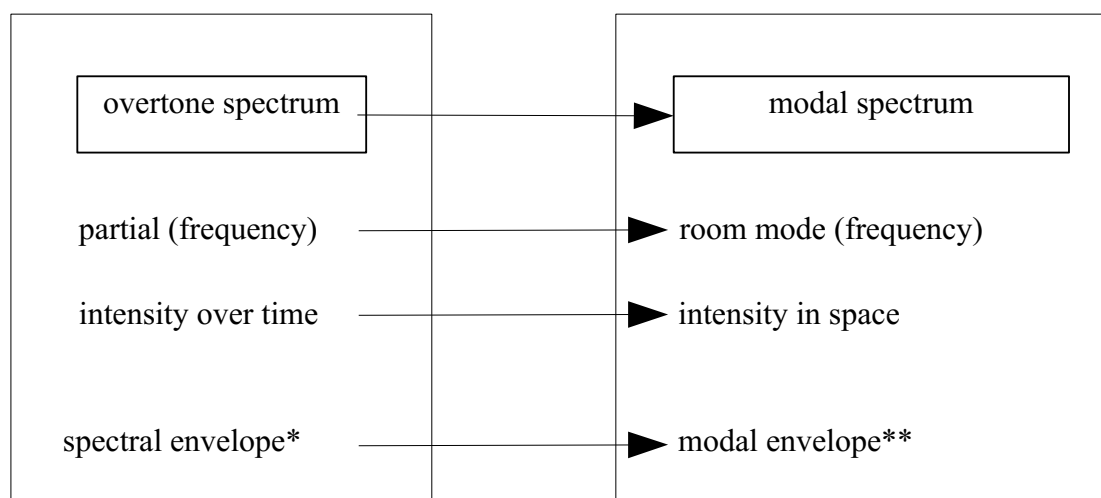 overtone spectrum modal spectrum
partial (frequency) room mode (frequency)
intensity over time intensity in space
spectral envelope* modal envelope**